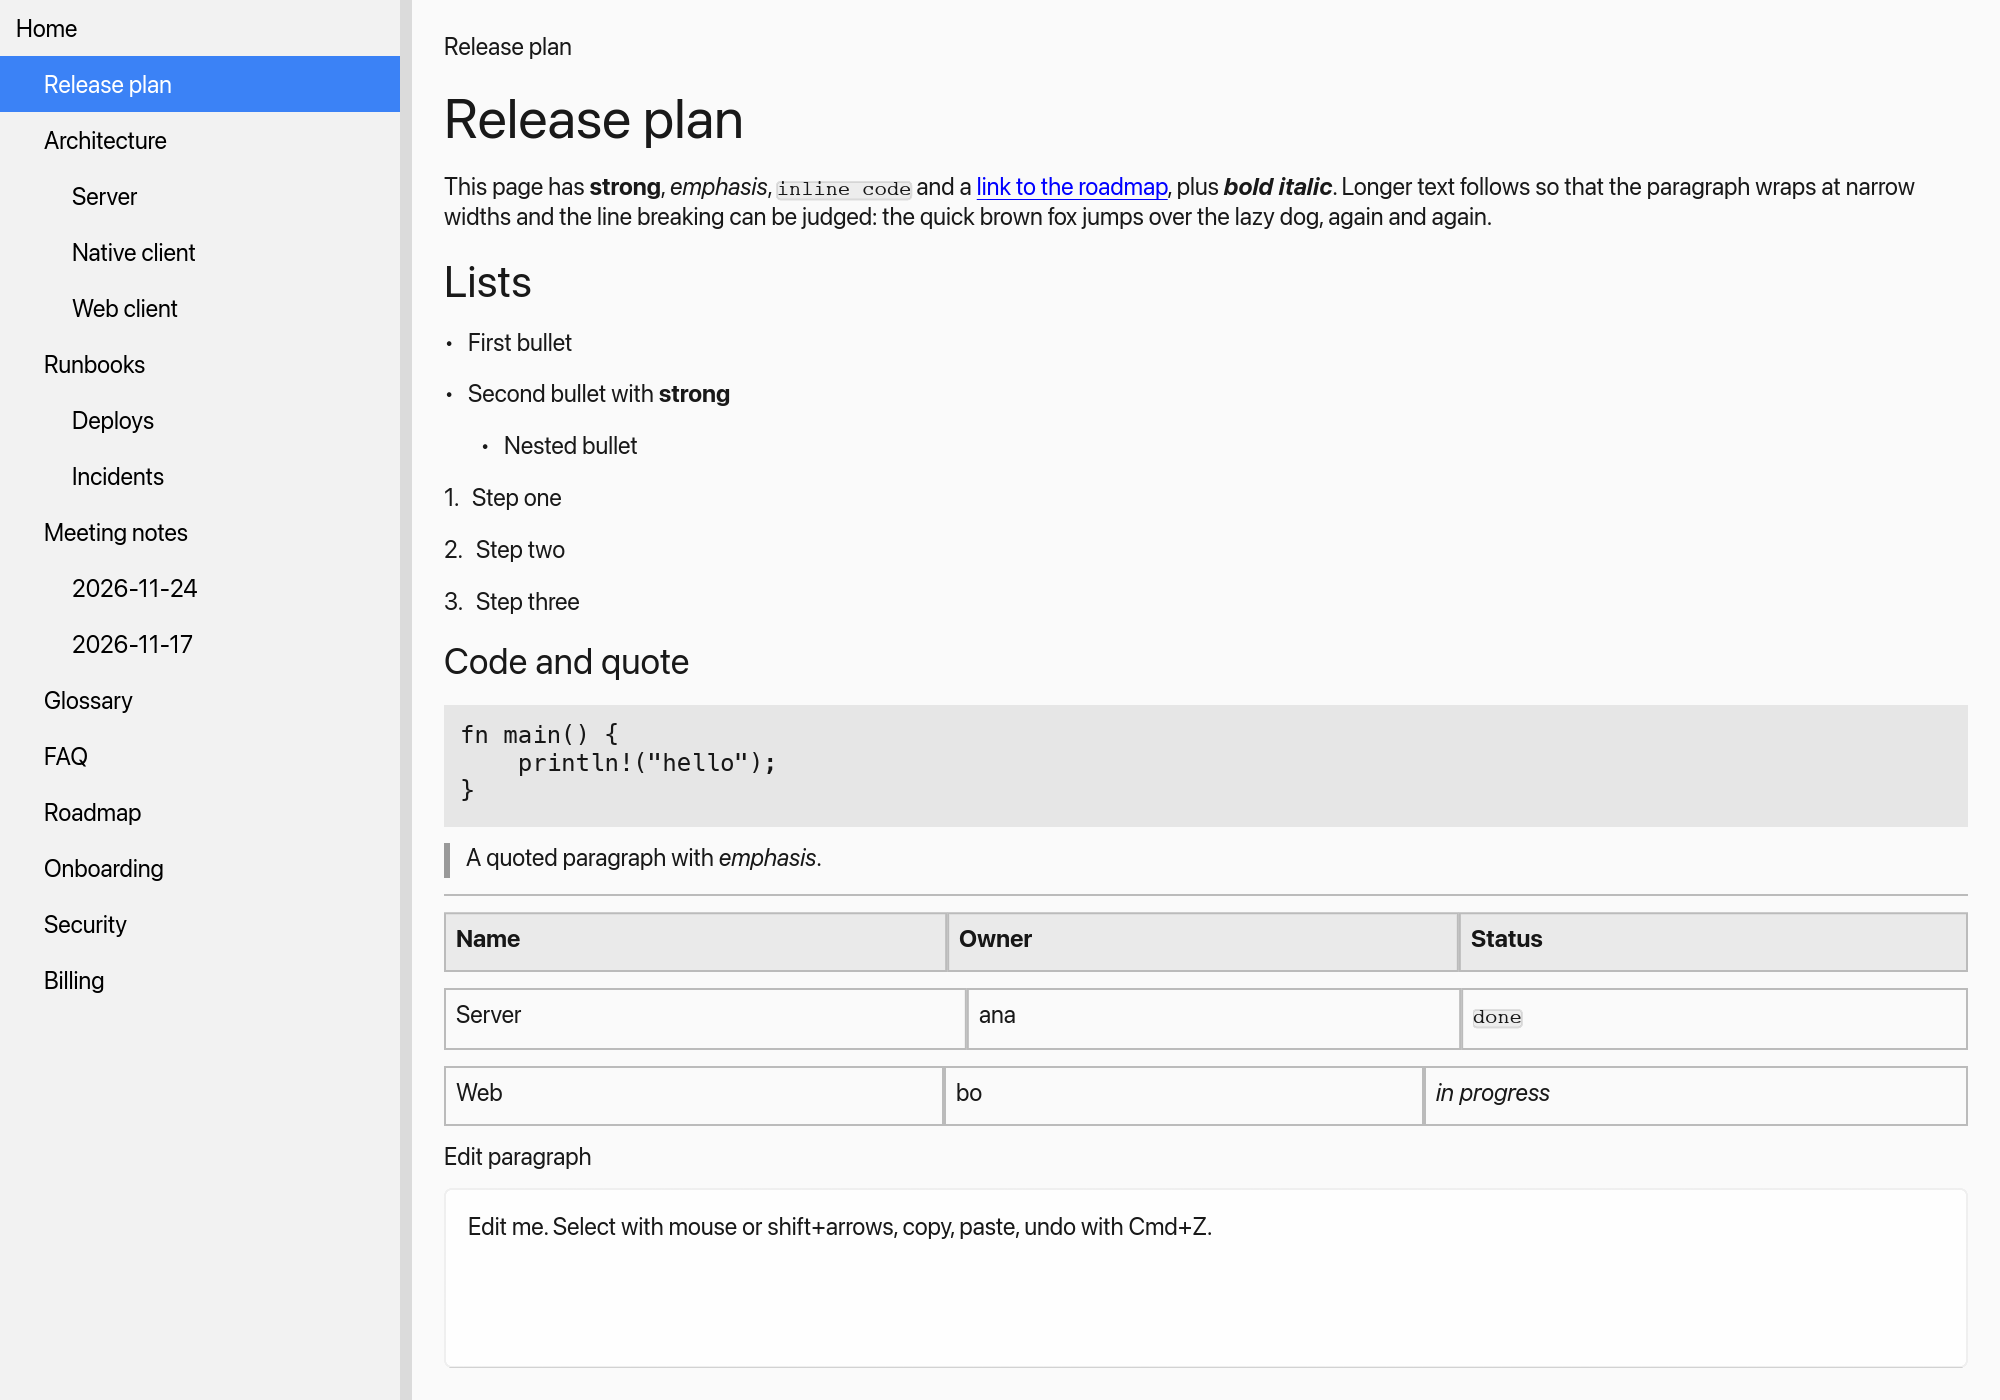 Home
Release plan
Architecture
Server
Native client
Web client
Runbooks
Deploys
Incidents
Meeting notes
2026-11-24
2026-11-17
Glossary
FAQ
Roadmap
Onboarding
Security
Billing
Release plan
Release plan
This page has strong, emphasis, inline code and a link to the roadmap, plus bold italic. Longer text follows so that the paragraph wraps at narrow
widths and the line breaking can be judged: the quick brown fox jumps over the lazy dog, again and again.
Lists
• First bullet
• Second bullet with strong
• Nested bullet
1. Step one
2. Step two
3. Step three
Code and quote
fn main() {
    println!("hello");
}
A quoted paragraph with emphasis.
Name Owner Status
Server ana done
Web bo in progress
Edit paragraph
Edit me. Select with mouse or shift+arrows, copy, paste, undo with Cmd+Z.